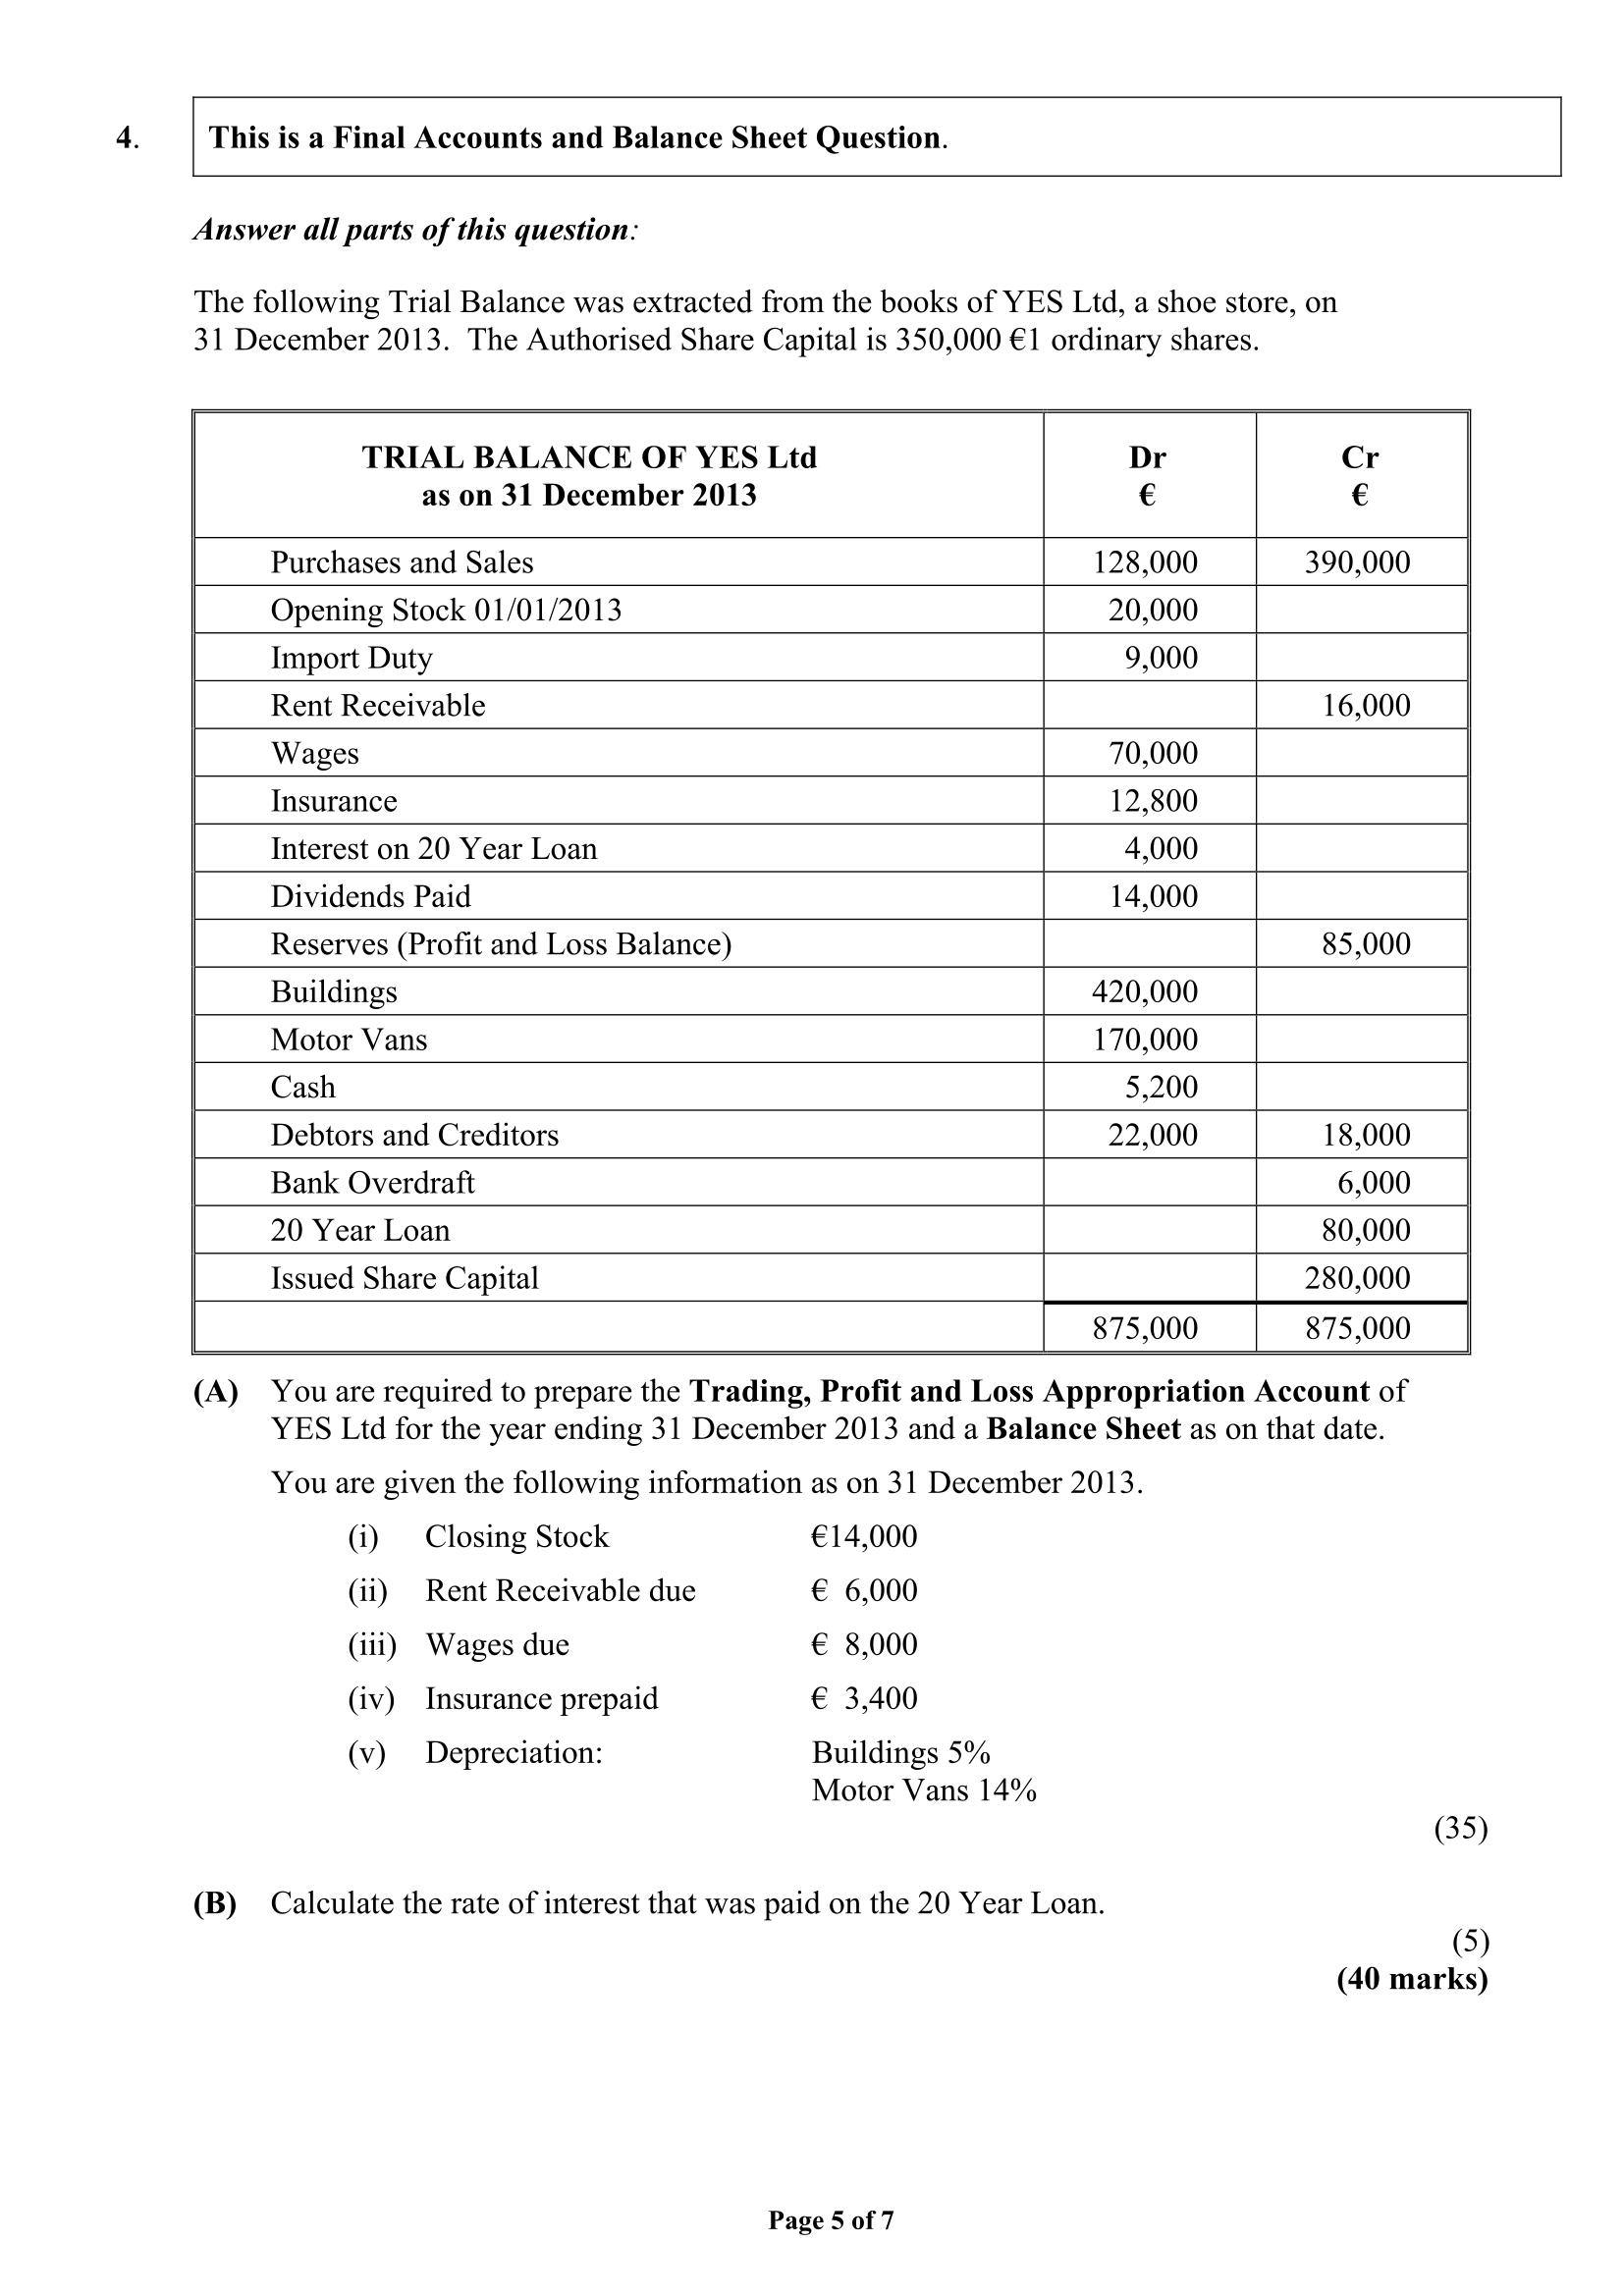 4. This is a Final Accounts and Balance Sheet Question.
Answer all parts of this question:
The following Trial Balance was extracted from the books of YES Ltd, a shoe store, on
31 December 2013. The Authorised Share Capital is 350,000 €1 ordinary shares.
TRIAL BALANCE OF YES Ltd Dr Cr
as on 31 December 2013 € €
Purchases and Sales 128,000 390,000
Opening Stock 01/01/2013 20,000
Import Duty 9,000
Rent Receivable 16,000
Wages 70,000
Insurance 12,800
Interest on 20 Year Loan 4,000
Dividends Paid 14,000
Reserves (Profit and Loss Balance) 85,000
Buildings 420,000
Motor Vans 170,000
Cash 5,200
Debtors and Creditors 22,000 18,000
Bank Overdraft 6,000
20 Year Loan 80,000
Issued Share Capital 280,000
875,000 875,000
(A) You are required to prepare the Trading, Profit and Loss Appropriation Account of
YES Ltd for the year ending 31 December 2013 and a Balance Sheet as on that date.
You are given the following information as on 31 December 2013.
(i) Closing Stock €14,000
(ii) Rent Receivable due € 6,000
(iii) Wages due € 8,000
(iv) Insurance prepaid € 3,400
(v) Depreciation: Buildings 5%
Motor Vans 14%
(35)
(B) Calculate the rate of interest that was paid on the 20 Year Loan.
(5)
(40 marks)
Page 5 of 7